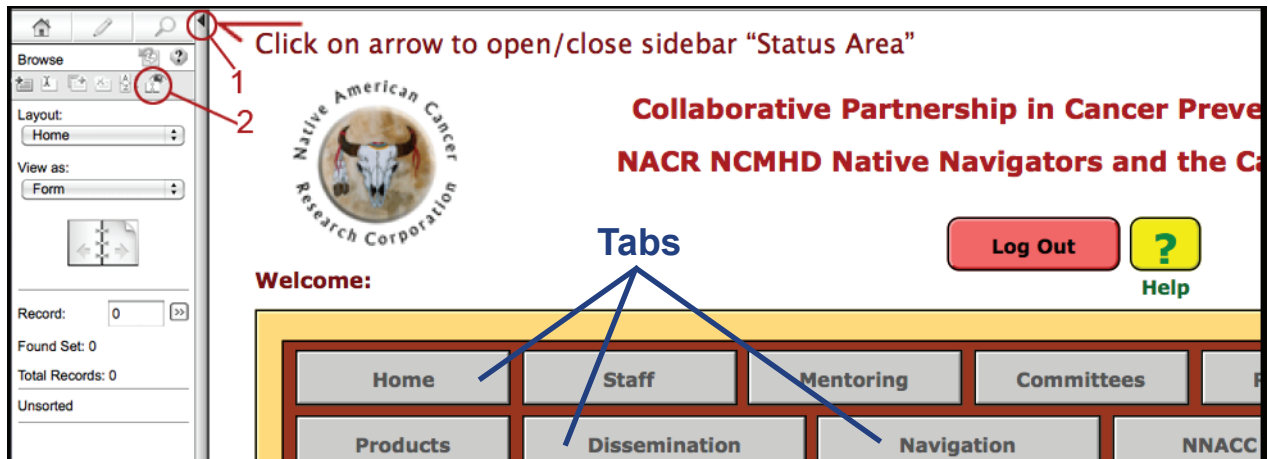 Click on arrow to open/close sidebar “Status Area”
Browse
1
2
Layout:
Home
View as:
Form
Native American Cancer
Research Corporation
Collaborative Partnership in Cancer Preve
NACR NCMHD Native Navigators and the Ca
Tabs
Log Out
?
Help
Welcome:
Record: 0
Found Set: 0
Total Records: 0
Unsorted
Home Staff Mentoring Committees
Products Dissemination Navigation NNACC